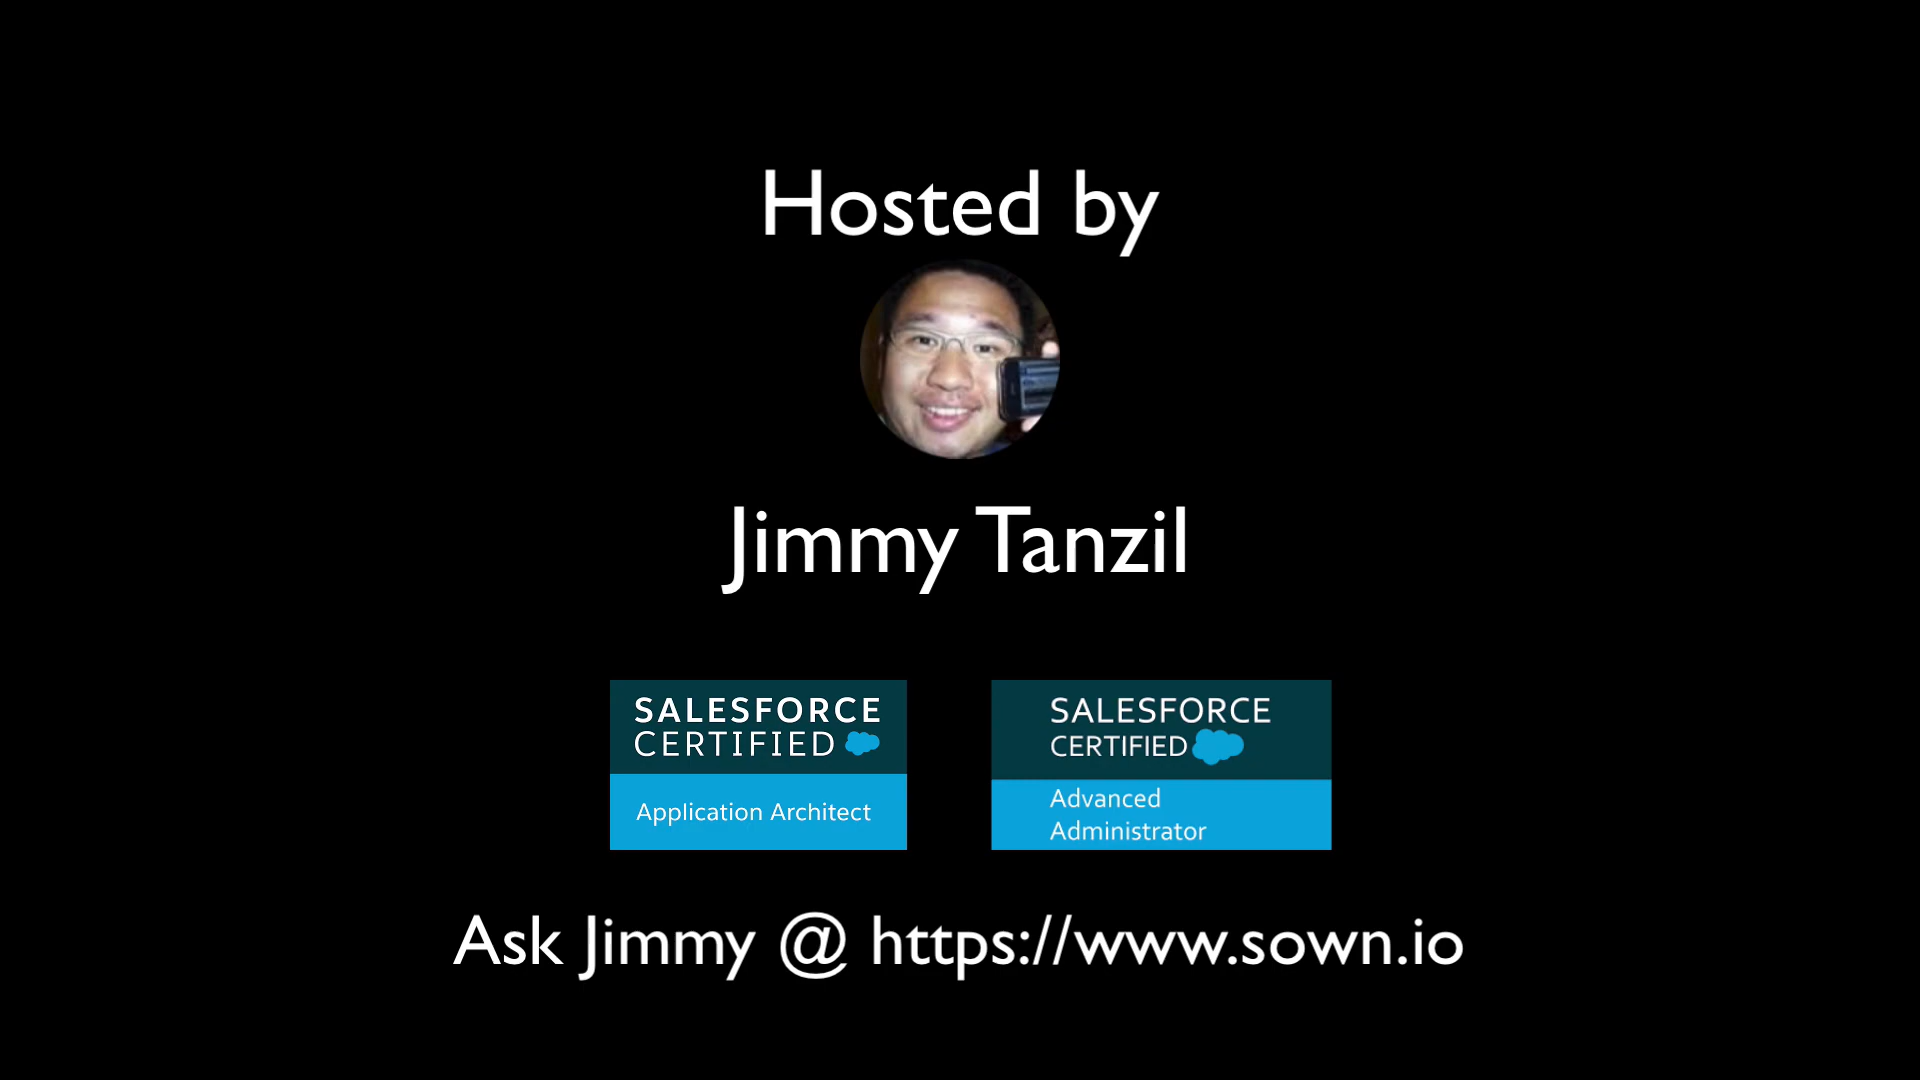 Hosted by
Jimmy Tanzil
SALESFORCE
CERTIFIED
Application Architect
SALESFORCE
CERTIFIED
Advanced
Administrator
Ask Jimmy @ https://www.sown.io